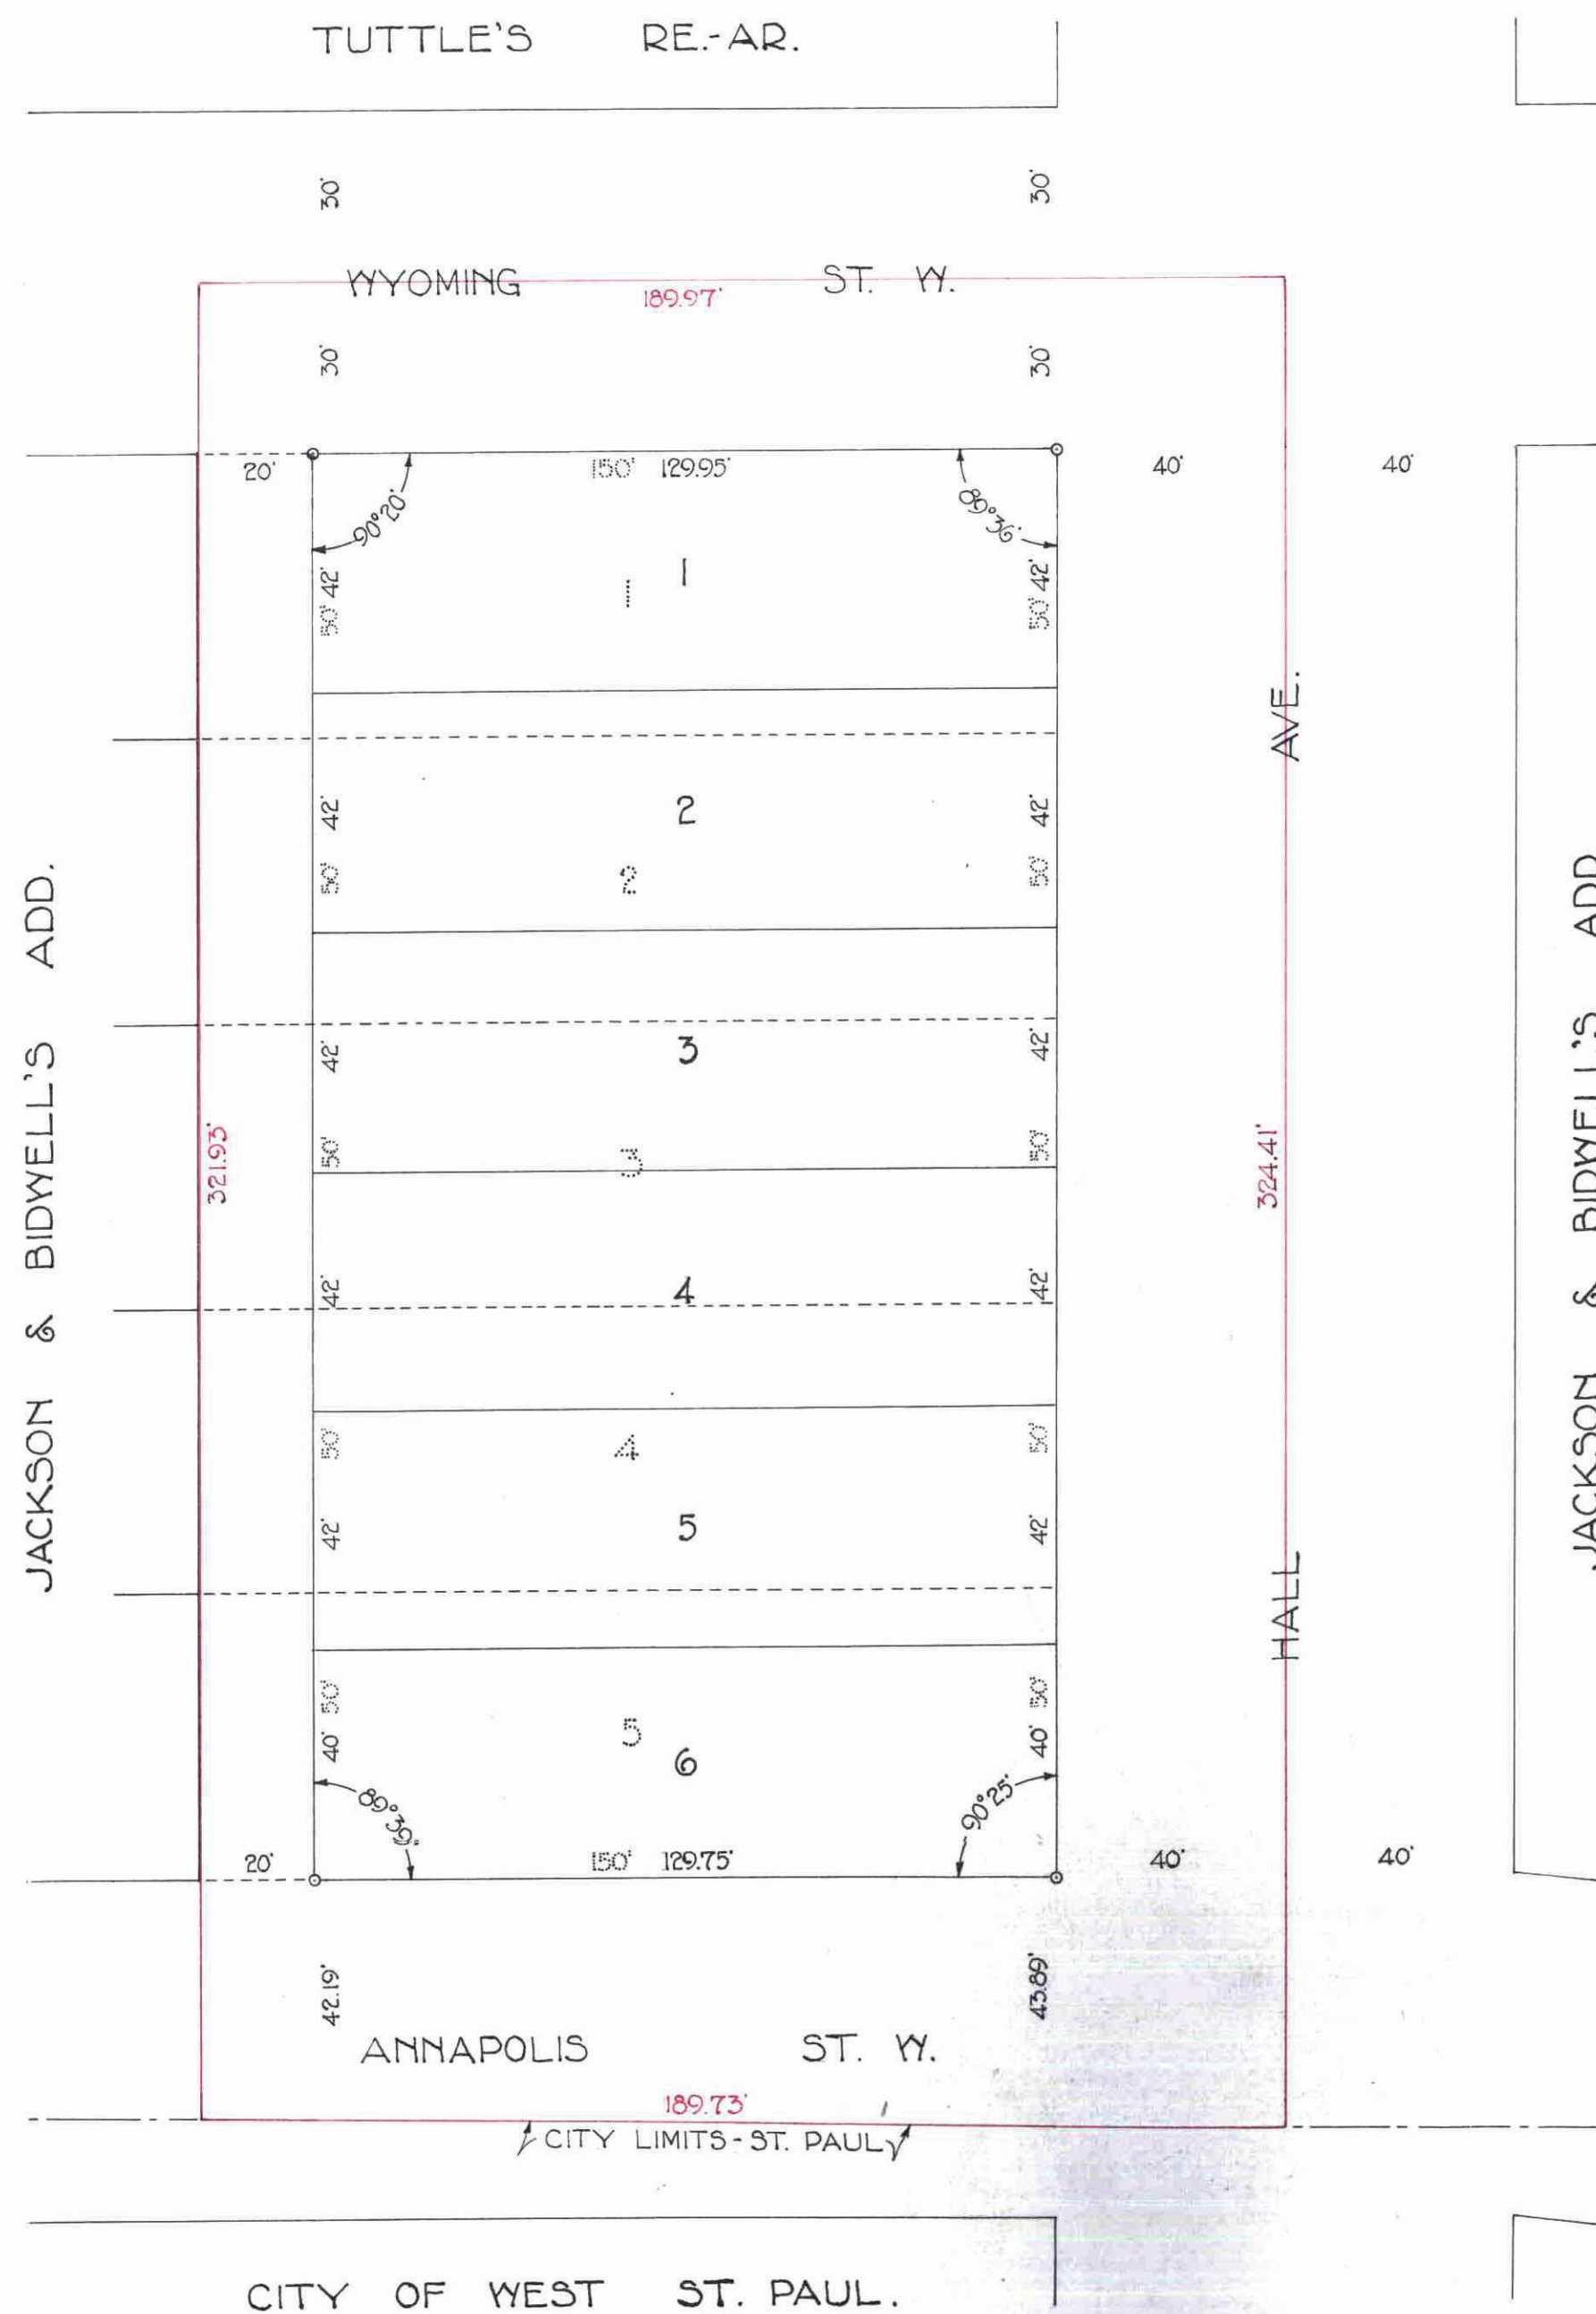 TUTTLE'S RE.-AR.
30' 30'
WYOMING ST. W.
189.97'
30' 30'
20' 150' 129.95' 40' 40'
90°20' 89°36'
50' 42' 1 1 50' 42'
AVE.
42' 2 42'
50' 2 50'
JACKSON & BIDWELL'S ADD.
JACKSON & BIDWELL'S ADD
42' 3 42'
321.93' 50' 3 50' 324.41'
42' 4 42'
50' 4 50'
42' 5 42'
HALL
40' 50' 5 6 40' 50'
89°39' 90°25'
20' 150' 129.75' 40' 40'
42.19' 43.89'
ANNAPOLIS ST. W.
189.73'
CITY LIMITS - ST. PAUL
CITY OF WEST ST. PAUL.